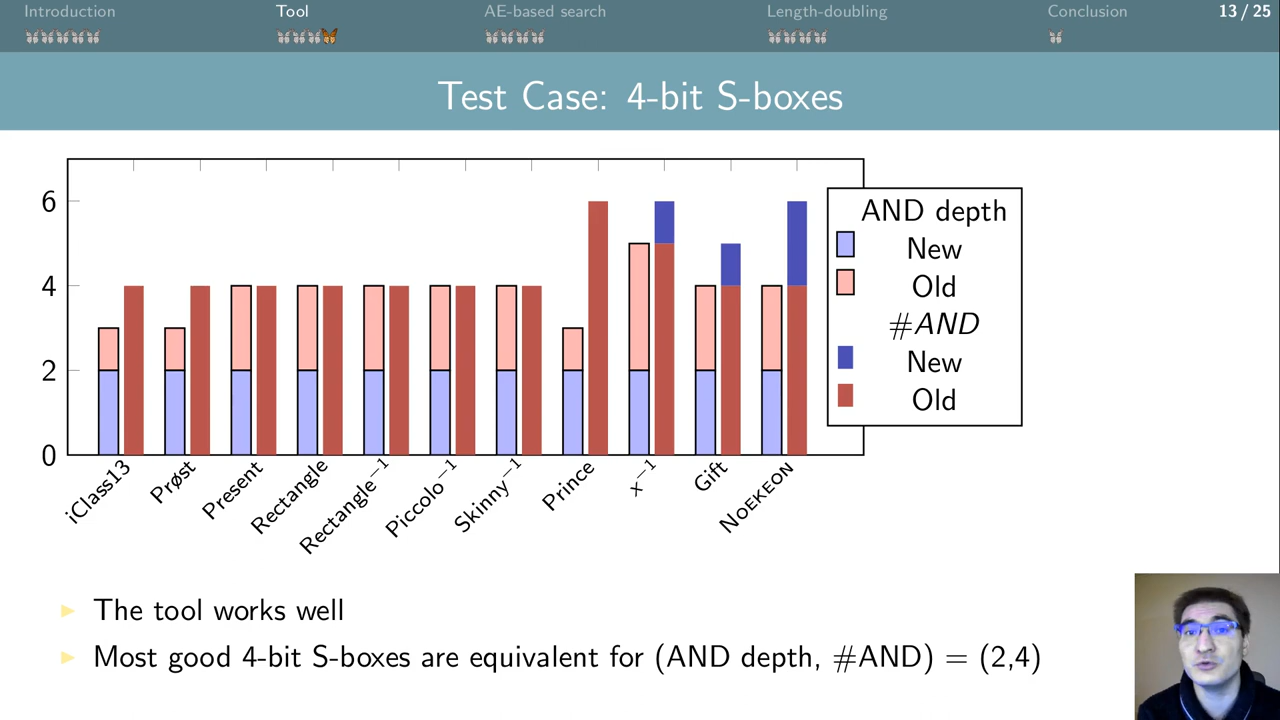 Introduction Tool AE-based search Length-doubling Conclusion 13 / 25
Test Case: 4-bit S-boxes
6
4
2
0
iClass13
Prøst
Present
Rectangle
Rectangle⁻¹
Piccolo⁻¹
Skinny⁻¹
Prince
x⁻¹
Gift
NOEKEON
AND depth
New
Old
#AND
New
Old
The tool works well
Most good 4-bit S-boxes are equivalent for (AND depth, #AND) = (2,4)